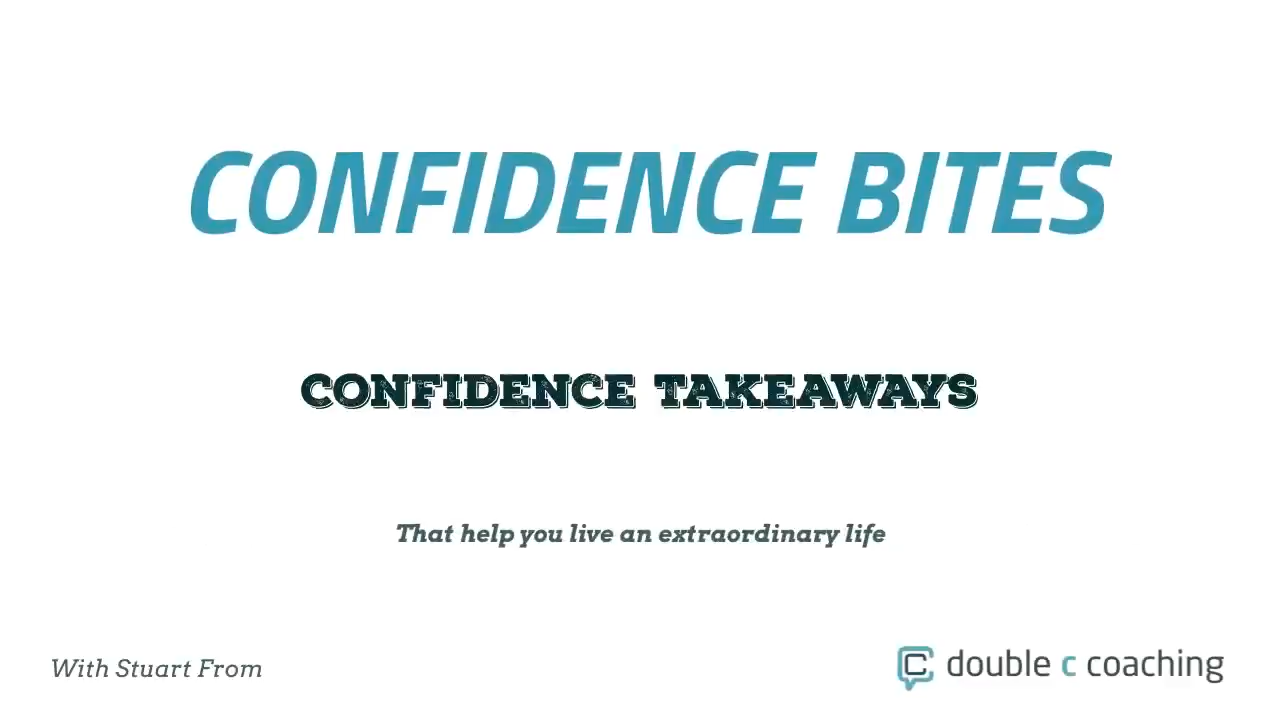 CONFIDENCE BITES
CONFIDENCE TAKEAWAYS
That help you live an extraordinary life
With Stuart From
double c coaching